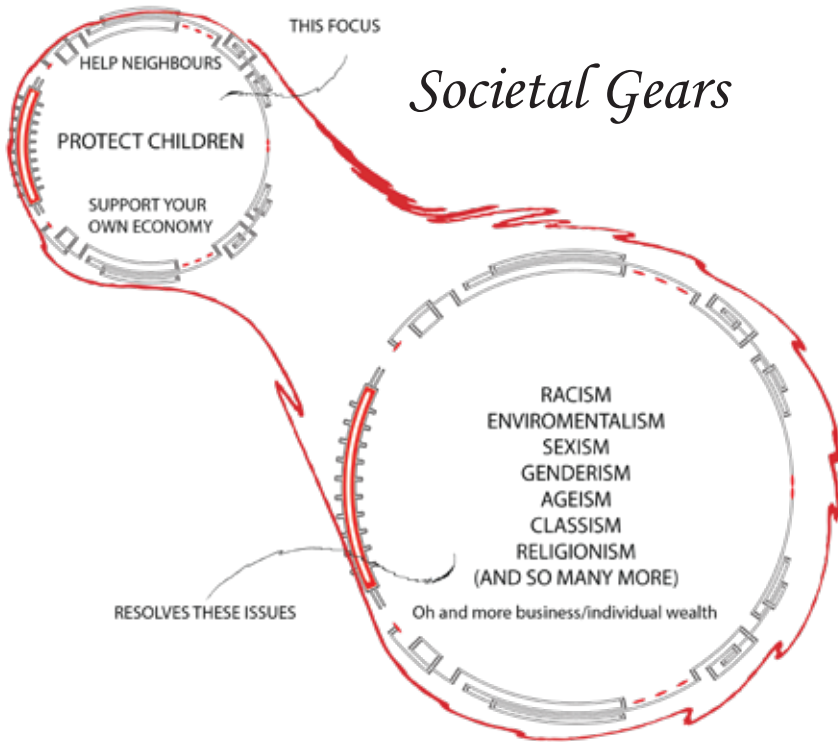 THIS FOCUS
Societal Gears
HELP NEIGHBOURS
PROTECT CHILDREN
SUPPORT YOUR
OWN ECONOMY
RACISM
ENVIROMENTALISM
SEXISM
GENDERISM
AGEISM
CLASSISM
RELIGIONISM
(AND SO MANY MORE)
Oh and more business/individual wealth
RESOLVES THESE ISSUES